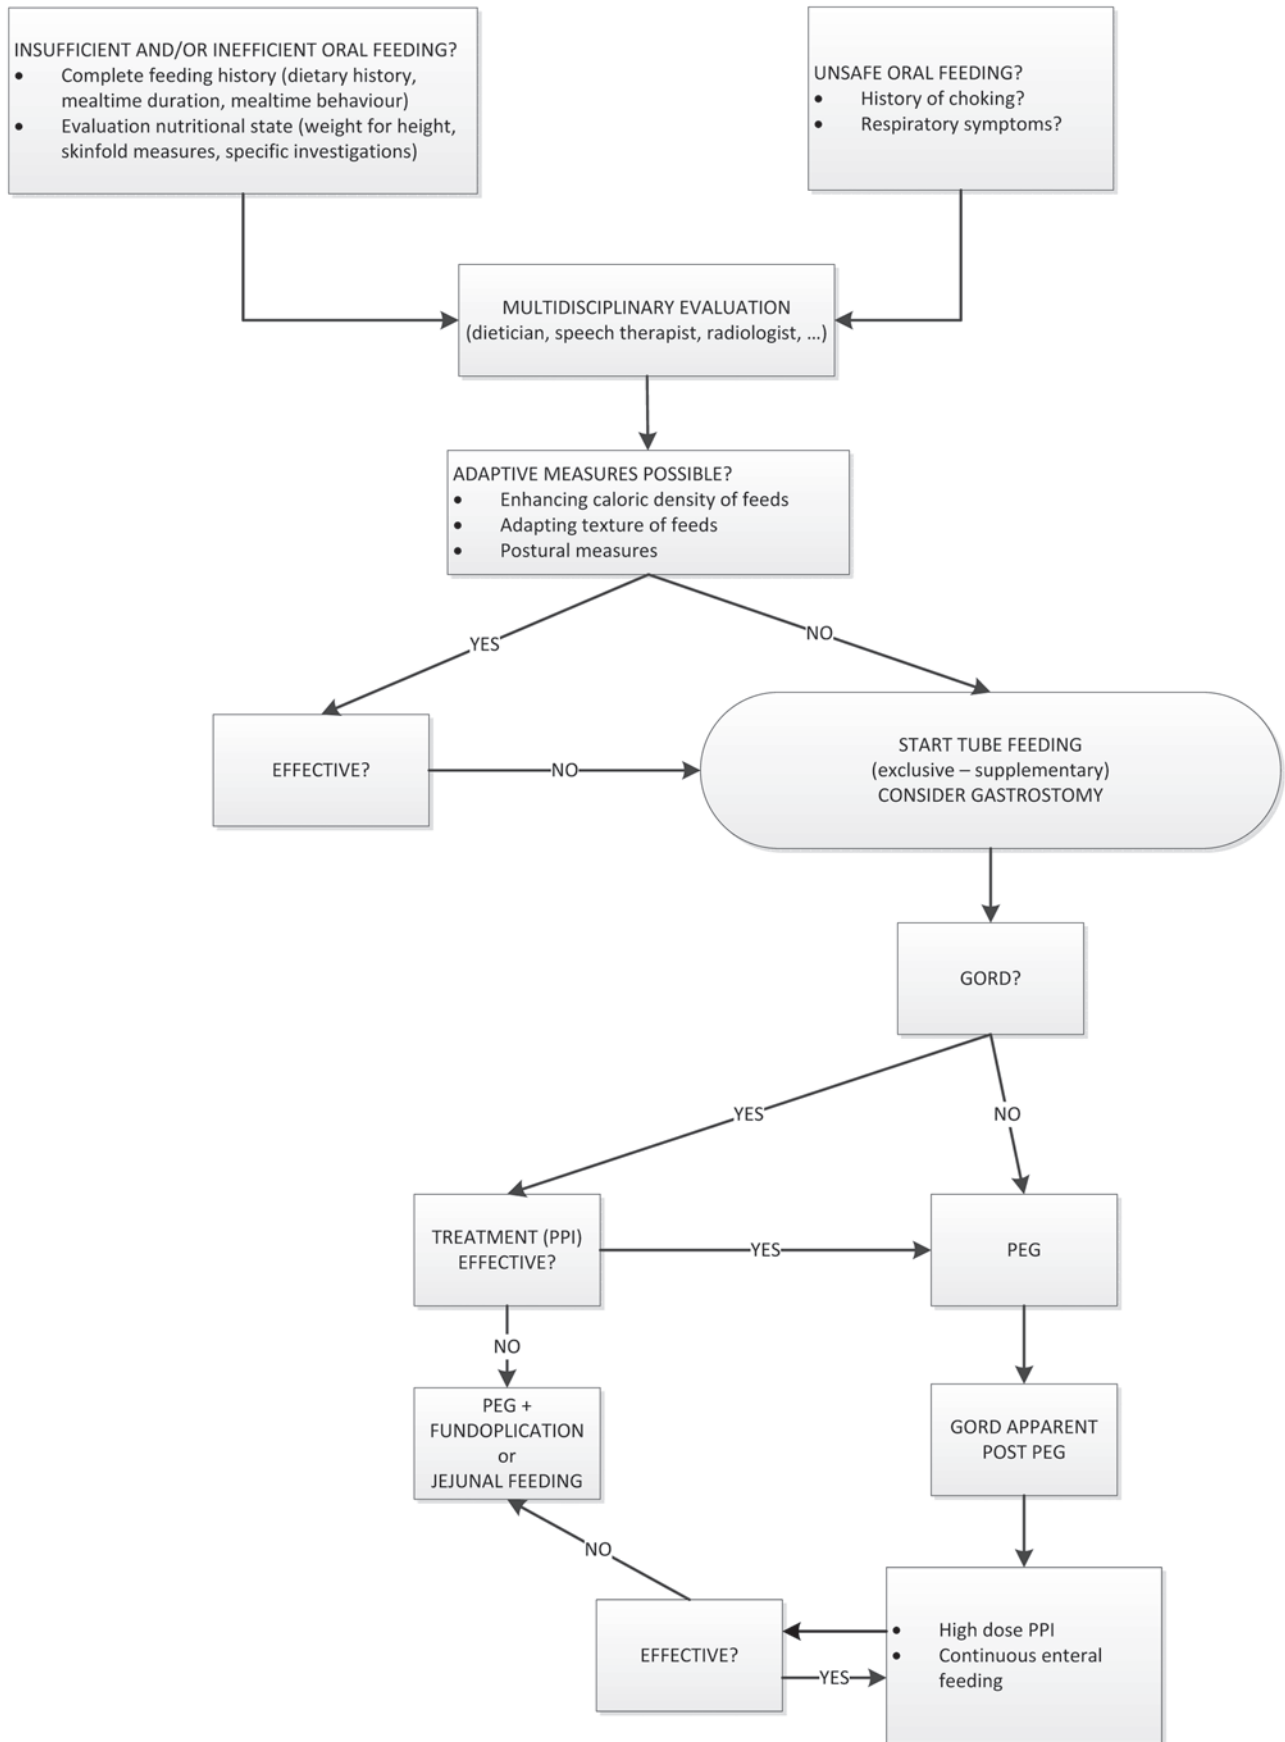 INSUFFICIENT AND/OR INEFFICIENT ORAL FEEDING?
• Complete feeding history (dietary history,
mealtime duration, mealtime behaviour)
• Evaluation nutritional state (weight for height,
skinfold measures, specific investigations)
UNSAFE ORAL FEEDING?
• History of choking?
• Respiratory symptoms?
MULTIDISCIPLINARY EVALUATION
(dietician, speech therapist, radiologist, ...)
ADAPTIVE MEASURES POSSIBLE?
• Enhancing caloric density of feeds
• Adapting texture of feeds
• Postural measures
YES
NO
EFFECTIVE?
NO
START TUBE FEEDING
(exclusive – supplementary)
CONSIDER GASTROSTOMY
GORD?
YES
NO
TREATMENT (PPI)
EFFECTIVE?
YES
PEG
NO
PEG +
FUNDOPLICATION
or
JEJUNAL FEEDING
GORD APPARENT
POST PEG
NO
EFFECTIVE?
YES
• High dose PPI
• Continuous enteral
feeding